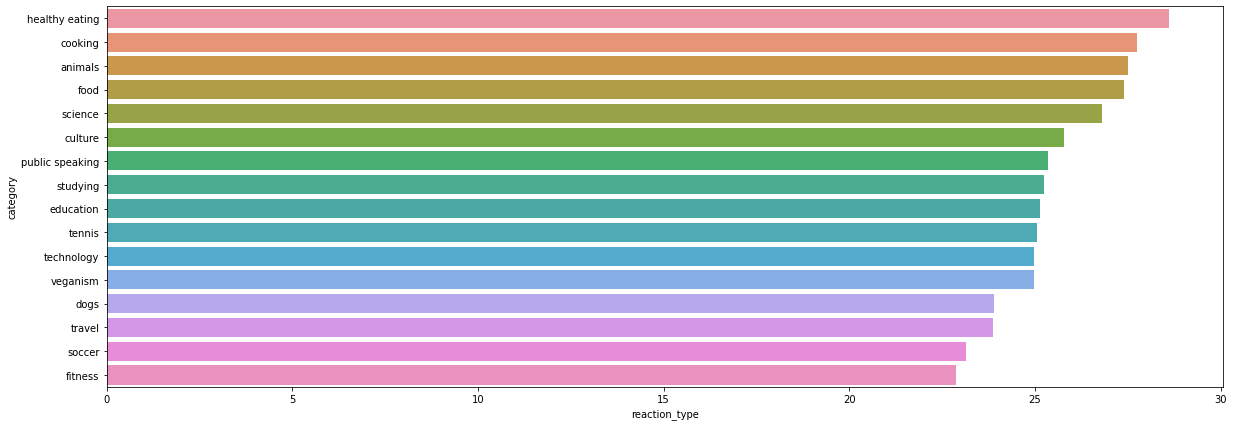 healthy eating
cooking
animals
food
science
culture
public speaking
studying
education
tennis
technology
veganism
dogs
travel
soccer
fitness
category
0 5 10 15 20 25 30
reaction_type